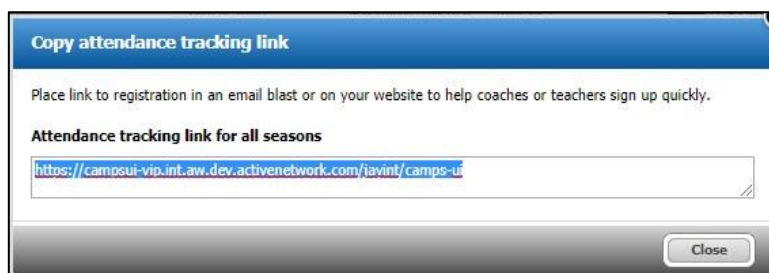 Copy attendance tracking link
Place link to registration in an email blast or on your website to help coaches or teachers sign up quickly.
Attendance tracking link for all seasons
https://campsui-vip.int.aw.dev.activenetwork.com/javint/camps-ui
Close